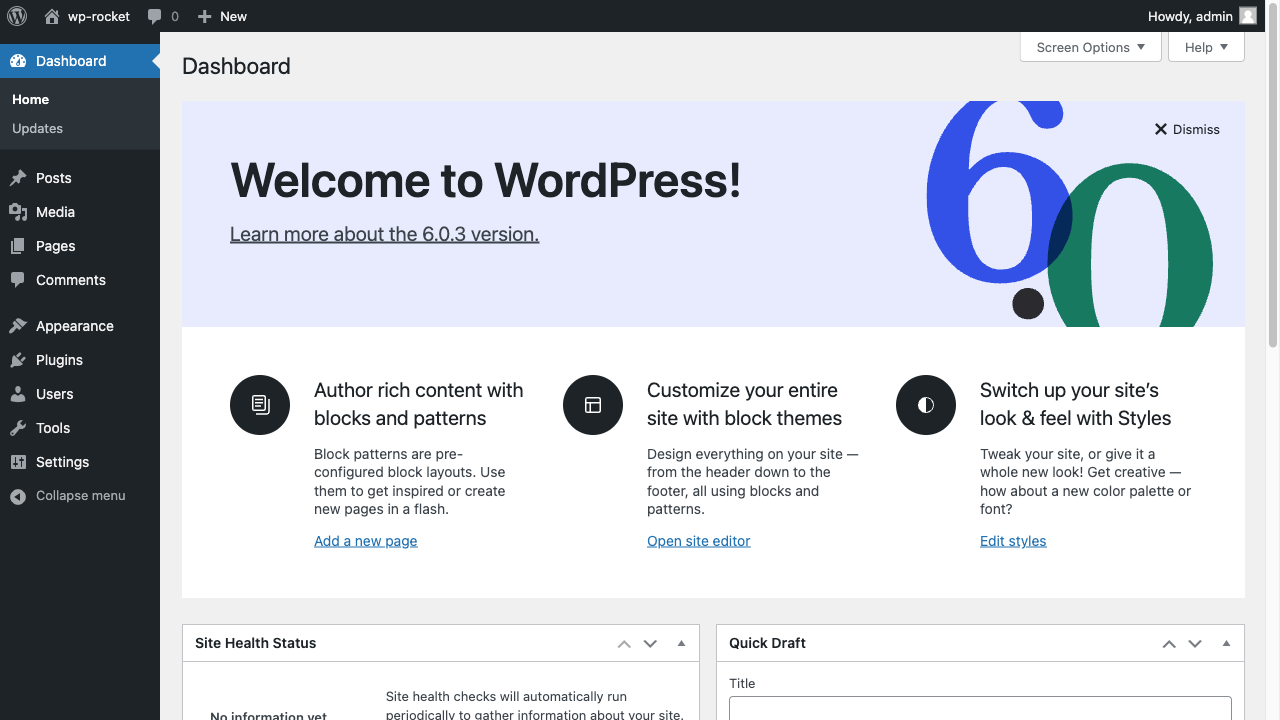 wp-rocket
0
New
Howdy, admin
Dashboard
Home
Updates
Posts
Media
Pages
Comments
Appearance
Plugins
Users
Tools
Settings
Collapse menu
Screen Options
Help
Dashboard
Dismiss
6.0
Welcome to WordPress!
Learn more about the 6.0.3 version.
Author rich content with
blocks and patterns
Block patterns are pre-
configured block layouts. Use
them to get inspired or create
new pages in a flash.
Add a new page
Customize your entire
site with block themes
Design everything on your site —
from the header down to the
footer, all using blocks and
patterns.
Open site editor
Switch up your site’s
look & feel with Styles
Tweak your site, or give it a
whole new look! Get creative —
how about a new color palette or
font?
Edit styles
Site Health Status
No information yet
Site health checks will automatically run
periodically to gather information about your site.
Quick Draft
Title